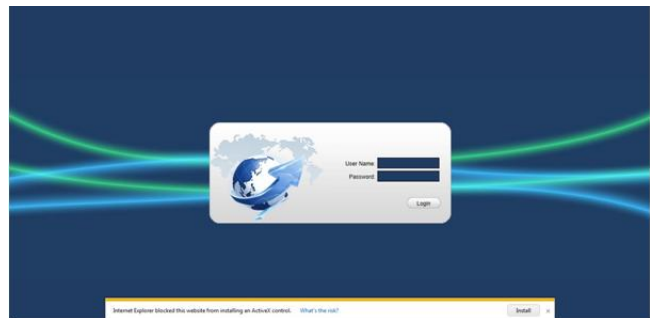 User Name
Password
Login
Internet Explorer blocked this website from installing an ActiveX control. What's the risk? Install ×